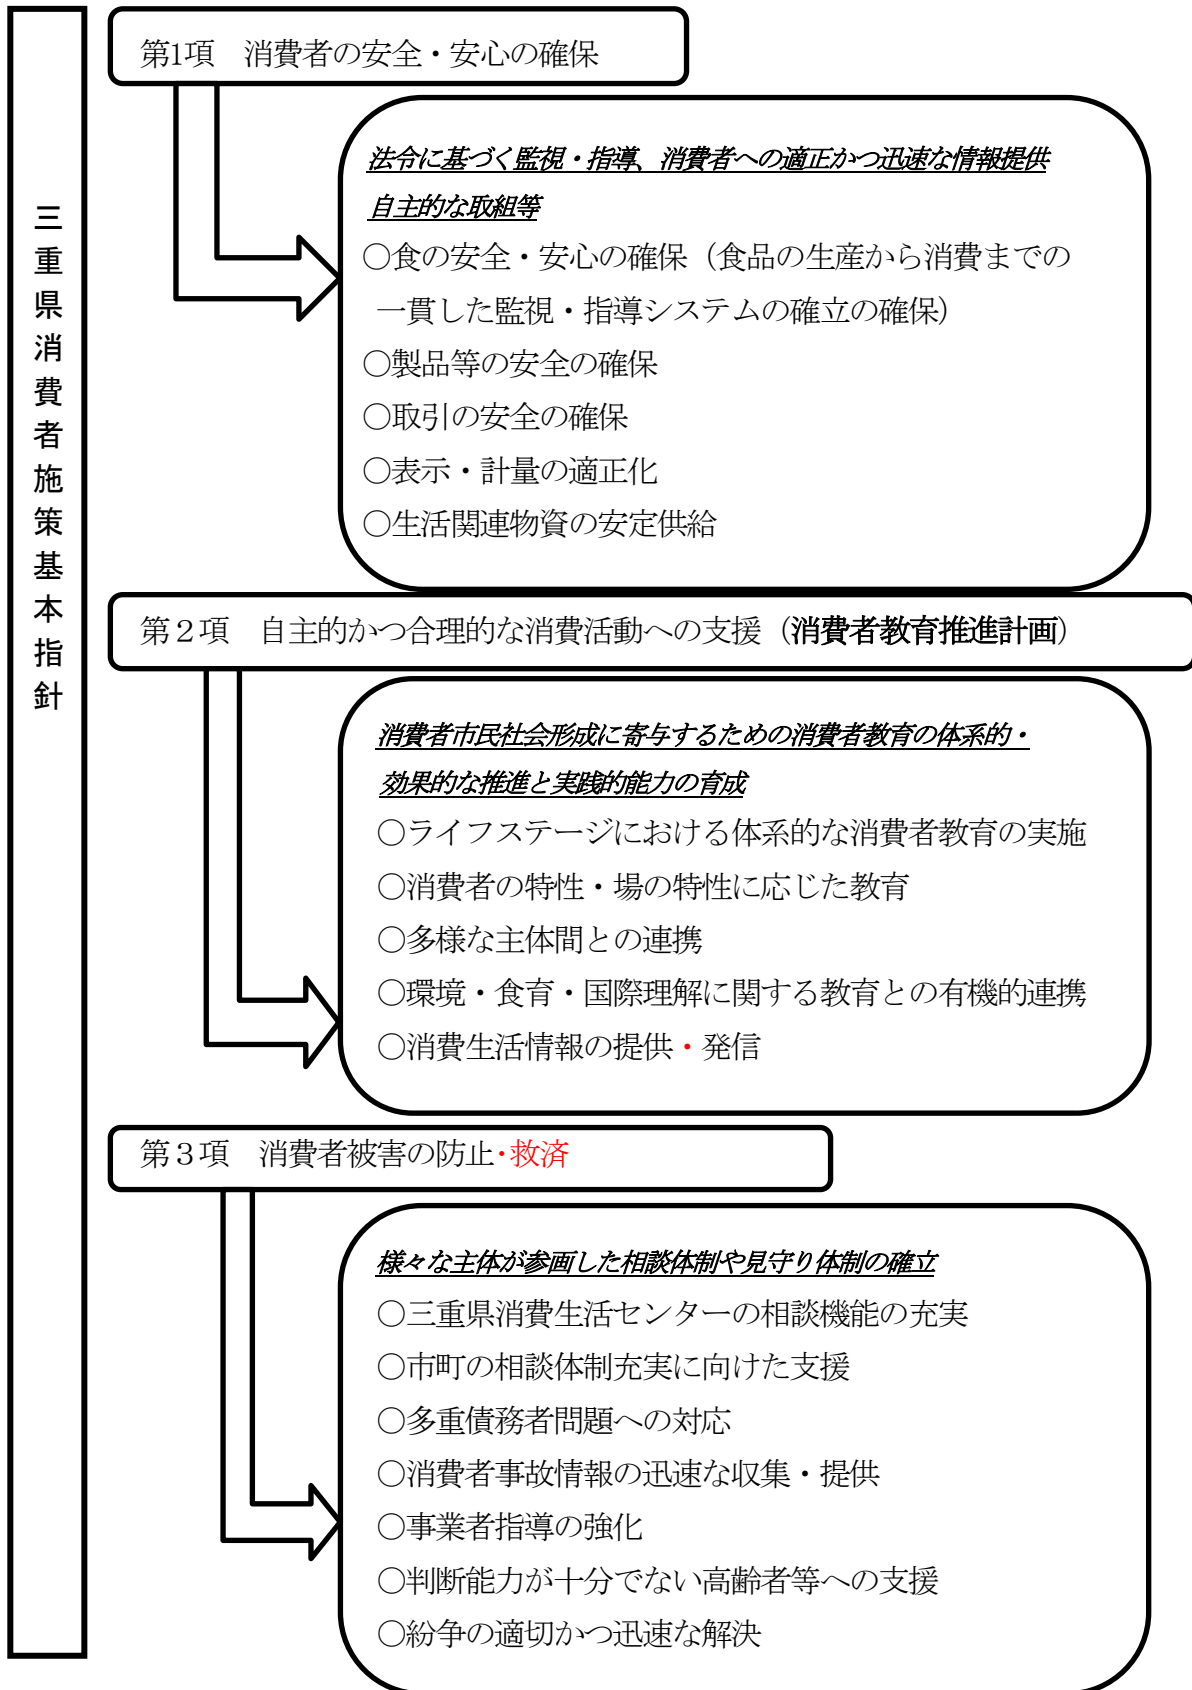 三重県消費者施策基本指針
第1項　消費者の安全・安心の確保
法令に基づく監視・指導、消費者への適正かつ迅速な情報提供
自主的な取組等
○食の安全・安心の確保（食品の生産から消費までの
一貫した監視・指導システムの確立の確保）
○製品等の安全の確保
○取引の安全の確保
○表示・計量の適正化
○生活関連物資の安定供給
第２項　自主的かつ合理的な消費活動への支援（消費者教育推進計画）
消費者市民社会形成に寄与するための消費者教育の体系的・
効果的な推進と実践的能力の育成
○ライフステージにおける体系的な消費者教育の実施
○消費者の特性・場の特性に応じた教育
○多様な主体間との連携
○環境・食育・国際理解に関する教育との有機的連携
○消費生活情報の提供・発信
第３項　消費者被害の防止・救済
様々な主体が参画した相談体制や見守り体制の確立
○三重県消費生活センターの相談機能の充実
○市町の相談体制充実に向けた支援
○多重債務者問題への対応
○消費者事故情報の迅速な収集・提供
○事業者指導の強化
○判断能力が十分でない高齢者等への支援
○紛争の適切かつ迅速な解決